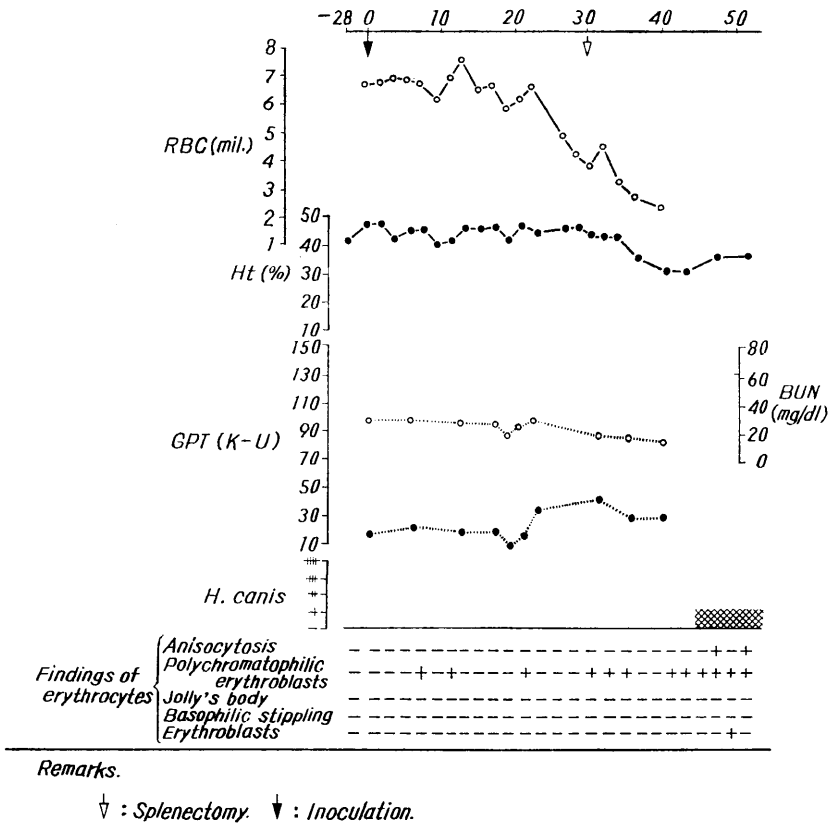 −28 0 10 20 30 40 50
8
7
6
5
4
3
2
1
RBC (mil.)
50
40
30
20
10
Ht (%)
150
130
110
90
70
50
30
10
GPT (K-U)
80
60
40
20
0
BUN
(mg/dl)
H. canis
╫╫
╫
╫
+
−
Findings of
erythrocytes
Anisocytosis − − − − − − − − − − − − − − − − − − − − − − − − + − +
Polychromatophilic
erythroblasts
Jolly's body
Basophilic stippling
Erythroblasts
Remarks.
: Splenectomy. : Inoculation.